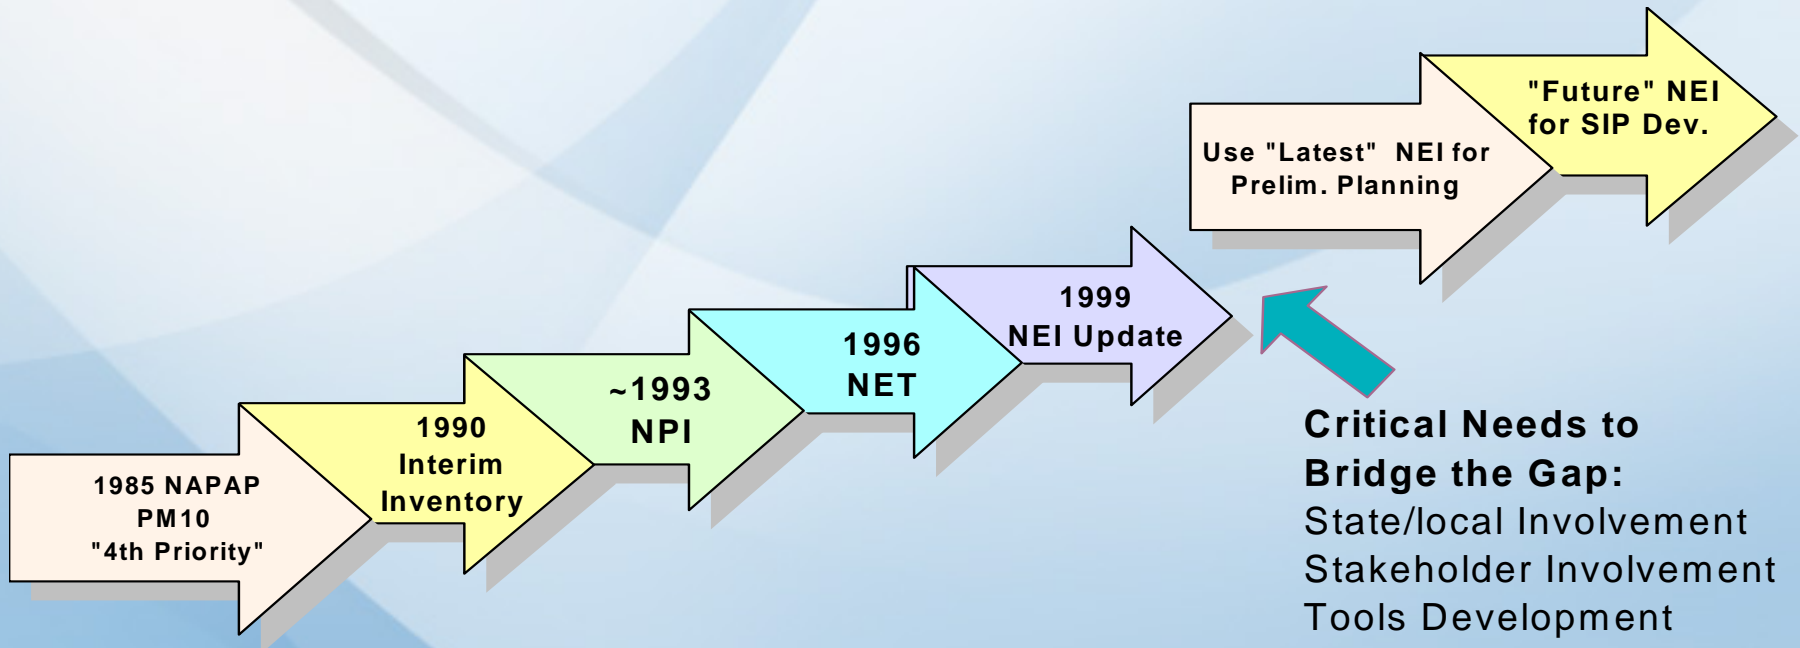 1985 NAPAP
PM10
"4th Priority"
1990
Interim
Inventory
~1993
NPI
1996
NET
1999
NEI Update
Use "Latest" NEI for
Prelim. Planning
"Future" NEI
for SIP Dev.
Critical Needs to
Bridge the Gap:
State/local Involvement
Stakeholder Involvement
Tools Development